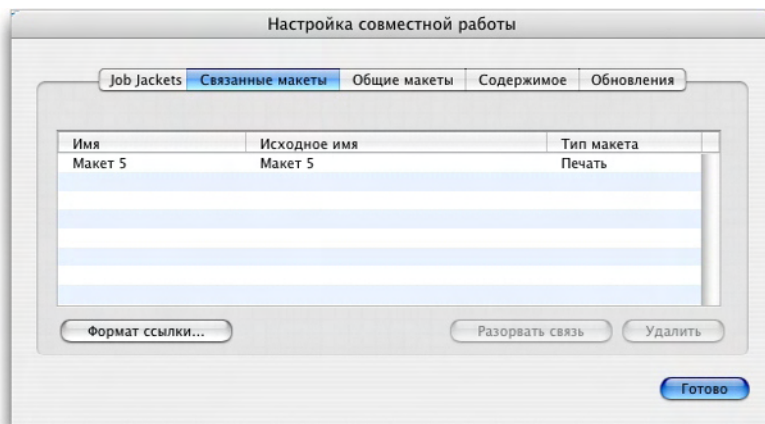 Настройка совместной работы
Job Jackets Связанные макеты Общие макеты Содержимое Обновления
Имя Исходное имя Тип макета
Макет 5 Макет 5 Печать
Формат ссылки... Разорвать связь Удалить
Готово